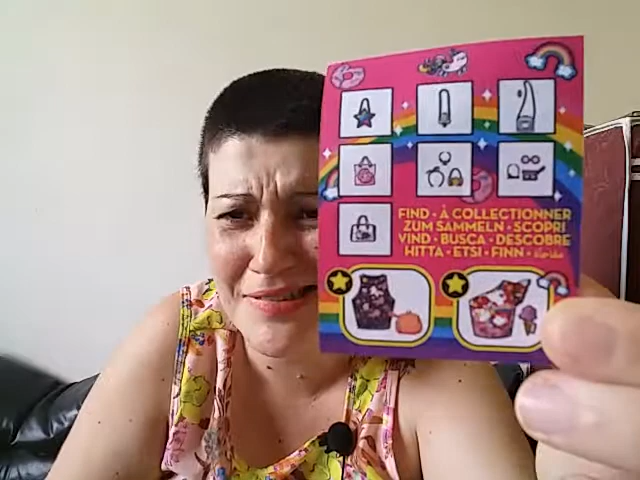 FIND - À COLLECTIONNER
ZUM SAMMELN - SCOPRI
VIND - BUSCA - DESCOBRE
HITTA - ETSI - FINN -